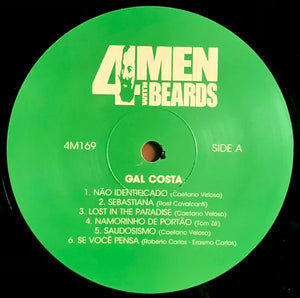 4 MEN
WITH BEARDS
4M169
SIDE A
GAL COSTA
1. NÃO IDENTIFICADO (Caetano Veloso)
2. SEBASTIANA (Rosil Cavalcanti)
3. LOST IN THE PARADISE (Caetano Veloso)
4. NAMORINHO DE PORTÃO (Tom Zé)
5. SAUDOSISMO (Caetano Veloso)
6. SE VOCÊ PENSA (Roberto Carlos - Erasmo Carlos)